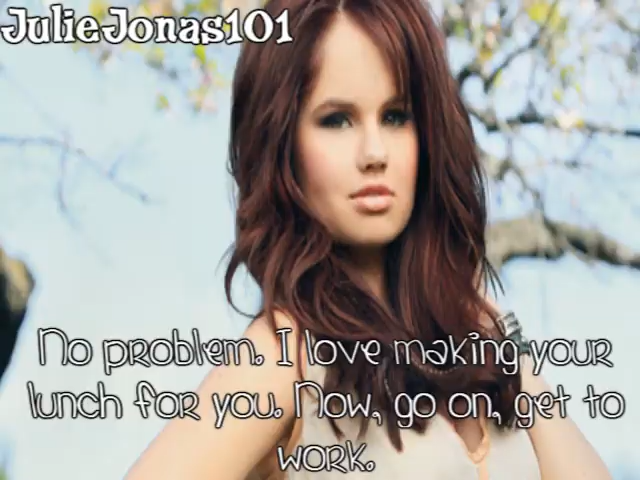 JulieJonas101
No problem. I love making your
lunch for you. Now, go on, get to
work.